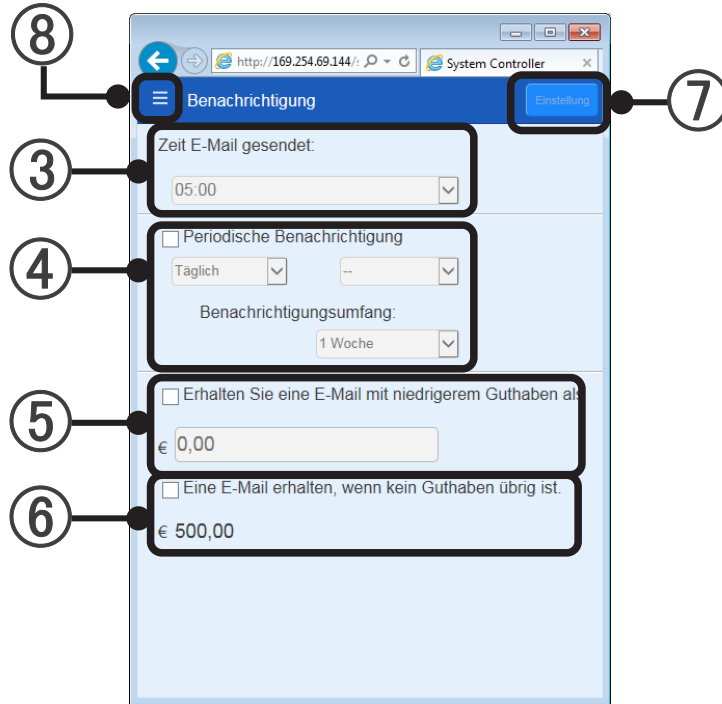 ⑧
http://169.254.69.144/:
System Controller
Benachrichtigung
Einstellung
⑦
③
Zeit E-Mail gesendet:
05:00
④
Periodische Benachrichtigung
Täglich
--
Benachrichtigungsumfang:
1 Woche
⑤
Erhalten Sie eine E-Mail mit niedrigerem Guthaben als
€ 0,00
⑥
Eine E-Mail erhalten, wenn kein Guthaben übrig ist.
€ 500,00